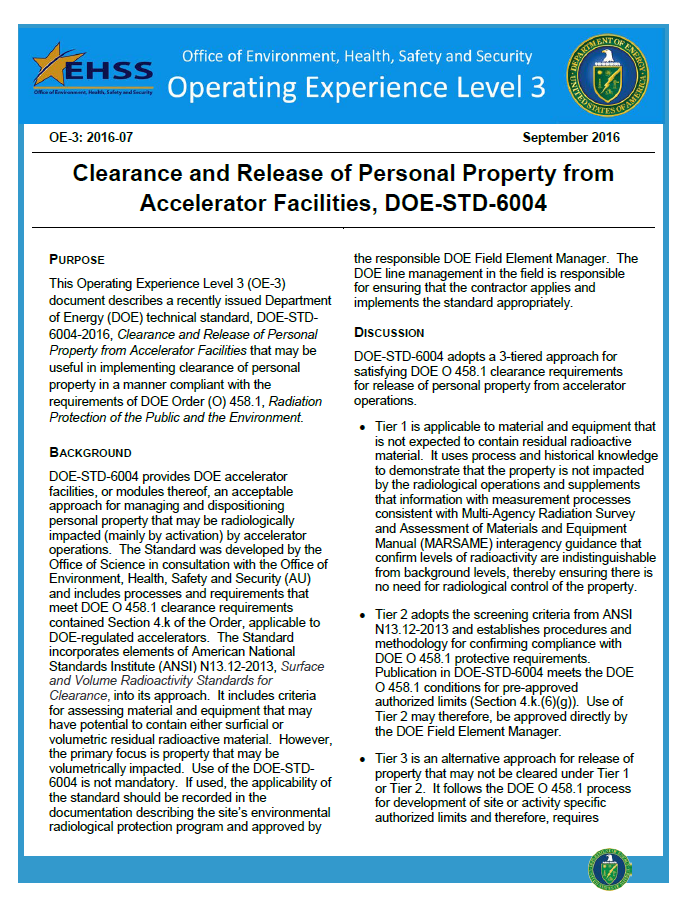 EHSS
Office of Environment, Health, Safety and Security
Office of Environment, Health, Safety and Security
Operating Experience Level 3
DEPARTMENT OF ENERGY
UNITED STATES OF AMERICA
OE-3: 2016-07
September 2016
Clearance and Release of Personal Property from
Accelerator Facilities, DOE-STD-6004
PURPOSE
This Operating Experience Level 3 (OE-3)
document describes a recently issued Department
of Energy (DOE) technical standard, DOE-STD-
6004-2016, Clearance and Release of Personal
Property from Accelerator Facilities that may be
useful in implementing clearance of personal
property in a manner compliant with the
requirements of DOE Order (O) 458.1, Radiation
Protection of the Public and the Environment.
BACKGROUND
DOE-STD-6004 provides DOE accelerator
facilities, or modules thereof, an acceptable
approach for managing and dispositioning
personal property that may be radiologically
impacted (mainly by activation) by accelerator
operations. The Standard was developed by the
Office of Science in consultation with the Office of
Environment, Health, Safety and Security (AU)
and includes processes and requirements that
meet DOE O 458.1 clearance requirements
contained Section 4.k of the Order, applicable to
DOE-regulated accelerators. The Standard
incorporates elements of American National
Standards Institute (ANSI) N13.12-2013, Surface
and Volume Radioactivity Standards for
Clearance, into its approach. It includes criteria
for assessing material and equipment that may
have potential to contain either surficial or
volumetric residual radioactive material. However,
the primary focus is property that may be
volumetrically impacted. Use of the DOE-STD-
6004 is not mandatory. If used, the applicability of
the standard should be recorded in the
documentation describing the site's environmental
radiological protection program and approved by
the responsible DOE Field Element Manager. The
DOE line management in the field is responsible
for ensuring that the contractor applies and
implements the standard appropriately.
DISCUSSION
DOE-STD-6004 adopts a 3-tiered approach for
satisfying DOE O 458.1 clearance requirements
for release of personal property from accelerator
operations.
• Tier 1 is applicable to material and equipment that
is not expected to contain residual radioactive
material. It uses process and historical knowledge
to demonstrate that the property is not impacted
by the radiological operations and supplements
that information with measurement processes
consistent with Multi-Agency Radiation Survey
and Assessment of Materials and Equipment
Manual (MARSAME) interagency guidance that
confirm levels of radioactivity are indistinguishable
from background levels, thereby ensuring there is
no need for radiological control of the property.
• Tier 2 adopts the screening criteria from ANSI
N13.12-2013 and establishes procedures and
methodology for confirming compliance with
DOE O 458.1 protective requirements.
Publication in DOE-STD-6004 meets the DOE
O 458.1 conditions for pre-approved
authorized limits (Section 4.k.(6)(g)). Use of
Tier 2 may therefore, be approved directly by
the DOE Field Element Manager.
• Tier 3 is an alternative approach for release of
property that may not be cleared under Tier 1
or Tier 2. It follows the DOE O 458.1 process
for development of site or activity specific
authorized limits and therefore, requires